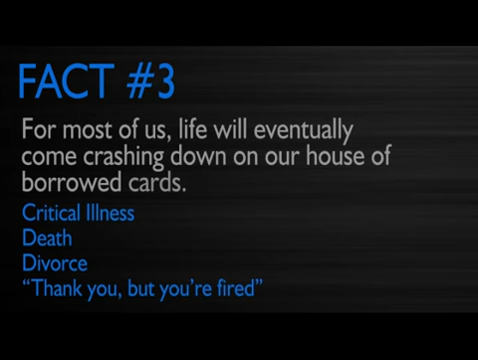 FACT #3
For most of us, life will eventually
come crashing down on our house of
borrowed cards.
Critical Illness
Death
Divorce
“Thank you, but you’re fired”